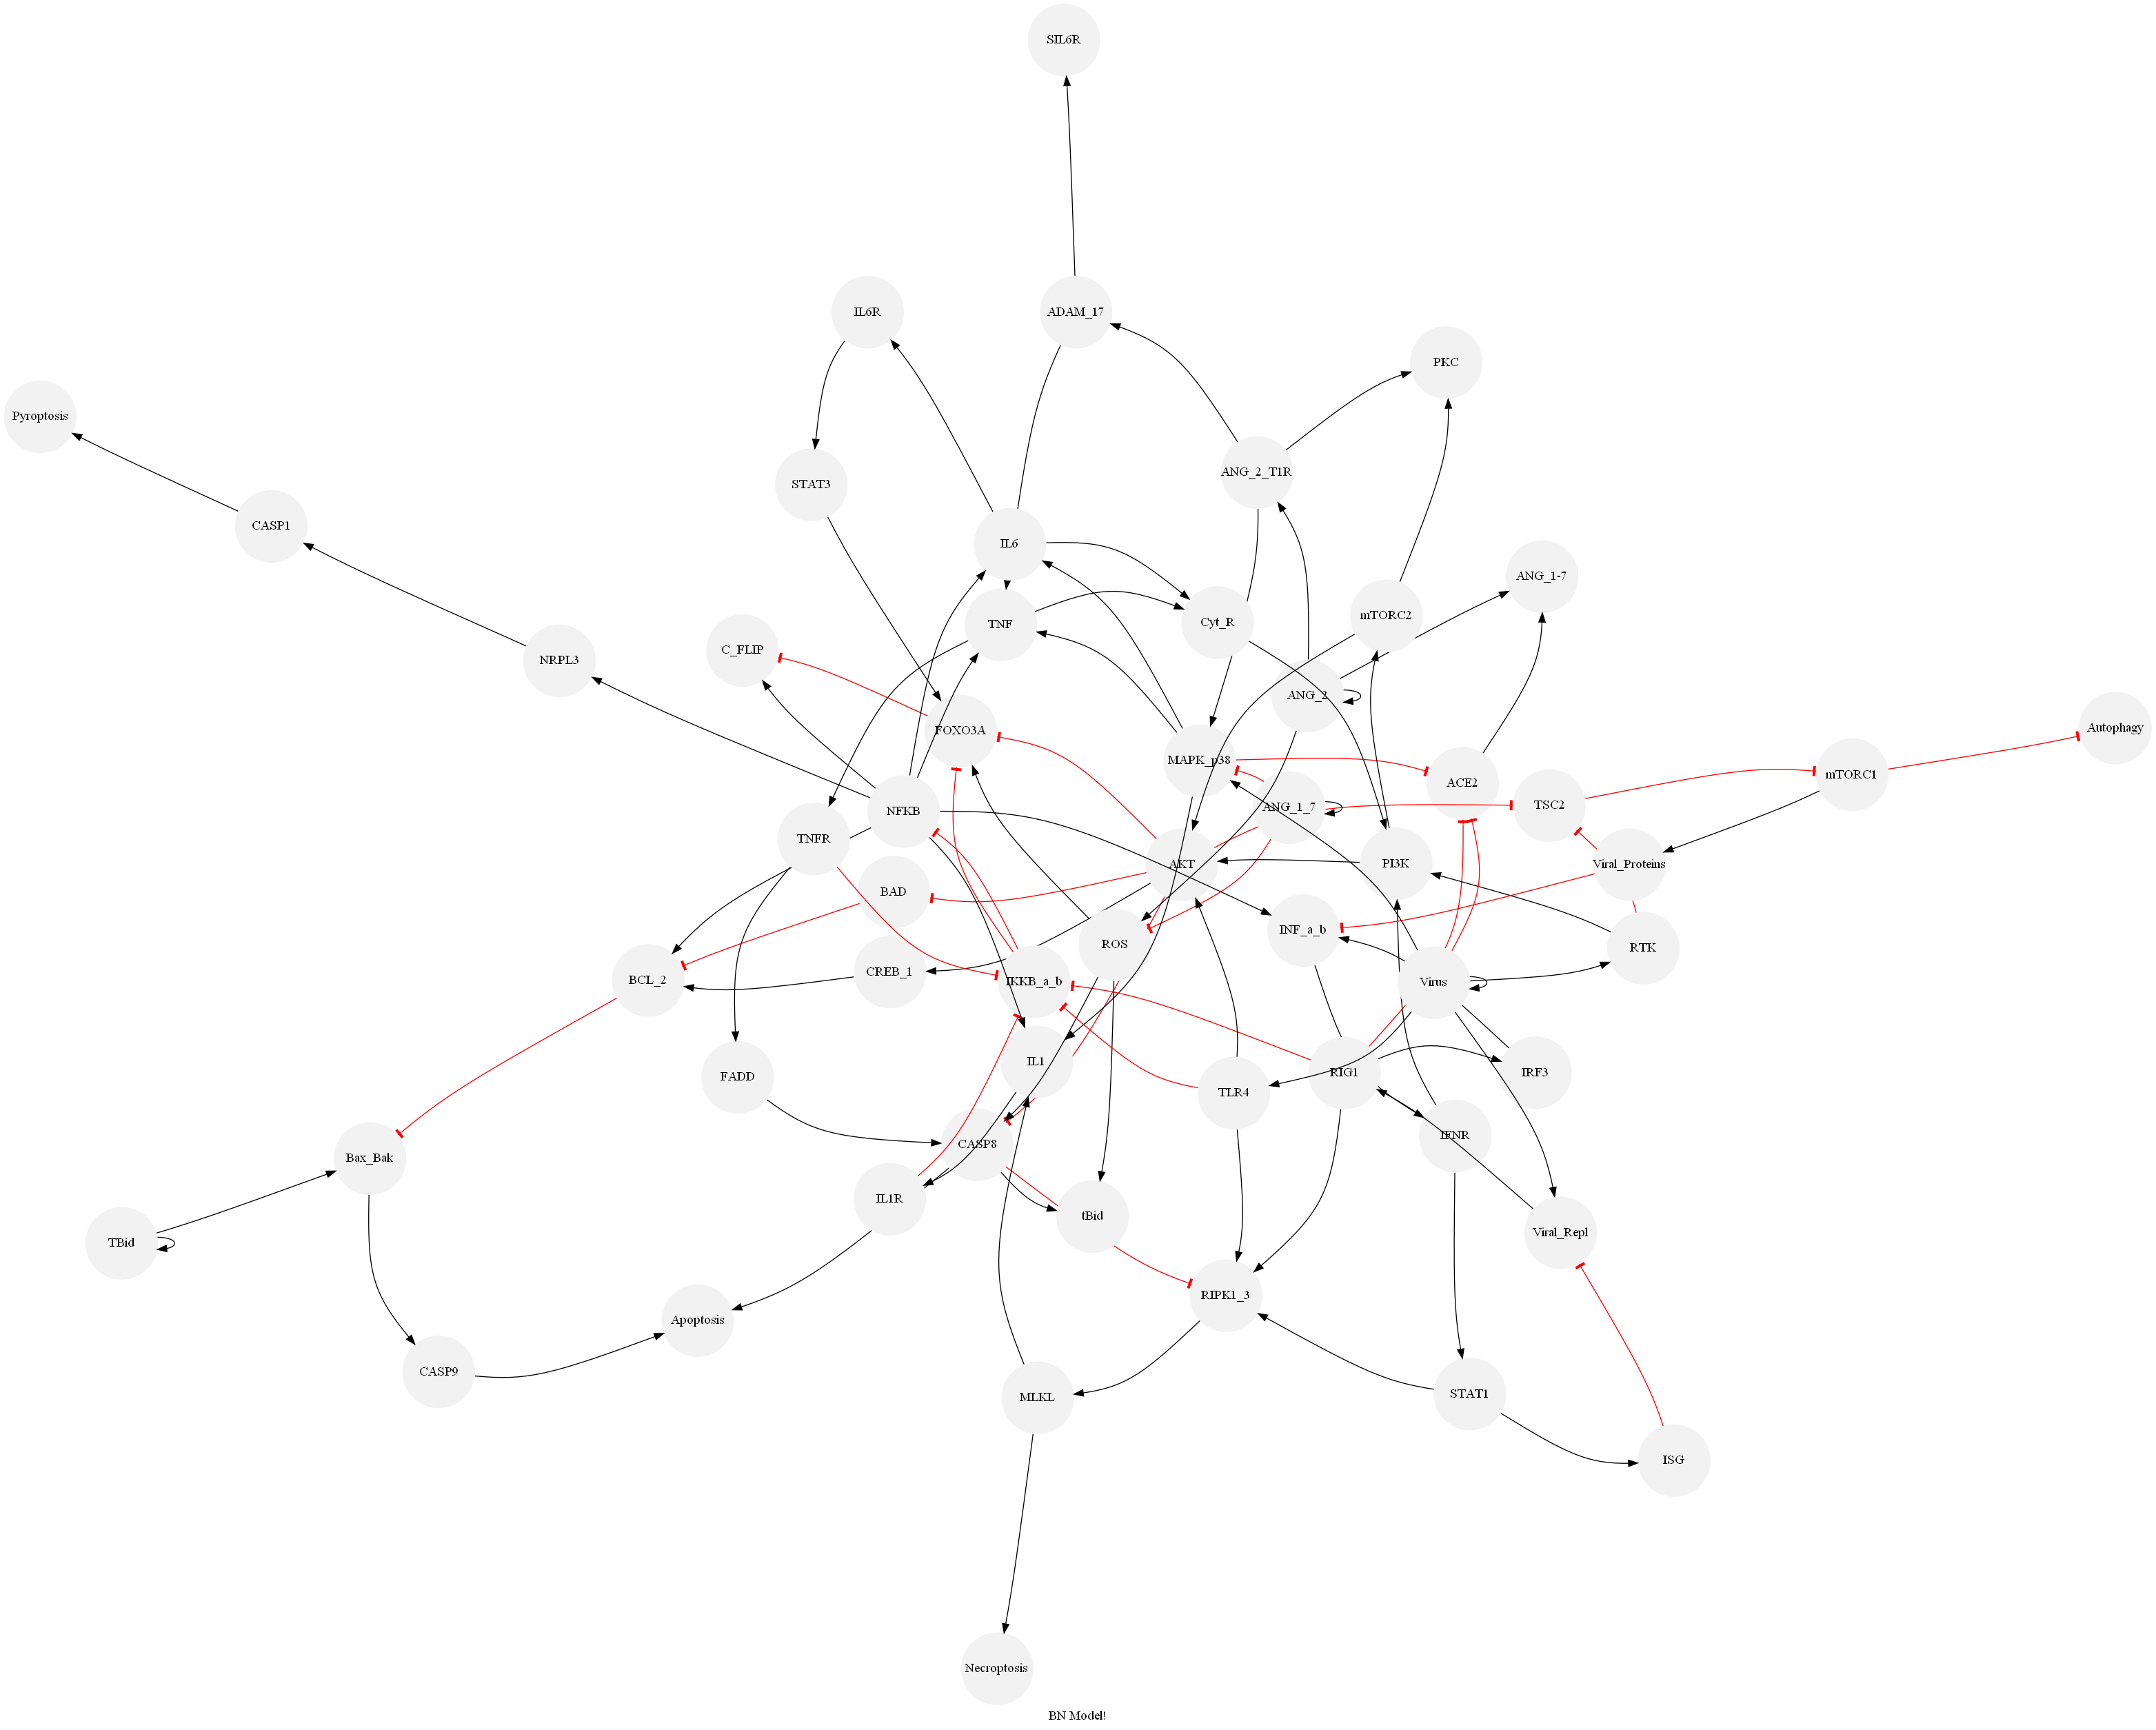 SIL6R
IL6R
ADAM_17
PKC
Pyroptosis
ANG_2_T1R
STAT3
CASP1
IL6
ANG_1-7
mTORC2
Cyt_R
TNF
C_FLIP
NRPL3
ANG_2
Autophagy
FOXO3A
MAPK_p38
mTORC1
ACE2
TSC2
ANG_1_7
NFKB
TNFR
AKT
PI3K
Viral_Proteins
BAD
INF_a_b
ROS
RTK
CREB_1
BCL_2
IKKB_a_b
Virus
IL1
RIG1
IRF3
FADD
TLR4
IFNR
CASP8
Bax_Bak
IL1R
tBid
Viral_Repl
TBid
RIPK1_3
Apoptosis
CASP9
STAT1
MLKL
ISG
Necroptosis
BN Model!